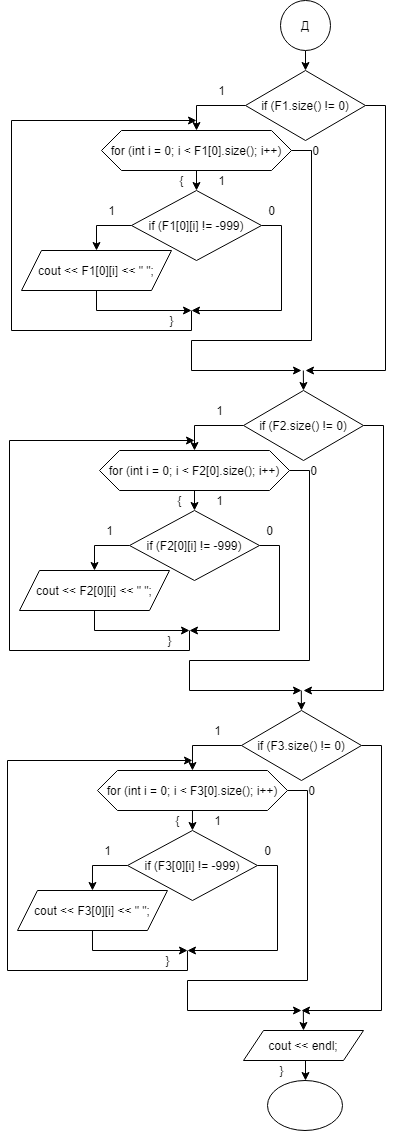 Д
1
if (F1.size() != 0)
for (int i = 0; i < F1[0].size(); i++)
0
{
1
1
if (F1[0][i] != -999)
0
cout << F1[0][i] << " ";
}
1
if (F2.size() != 0)
for (int i = 0; i < F2[0].size(); i++)
0
{
1
1
if (F2[0][i] != -999)
0
cout << F2[0][i] << " ";
}
1
if (F3.size() != 0)
for (int i = 0; i < F3[0].size(); i++)
0
{
1
1
if (F3[0][i] != -999)
0
cout << F3[0][i] << " ";
}
cout << endl;
}